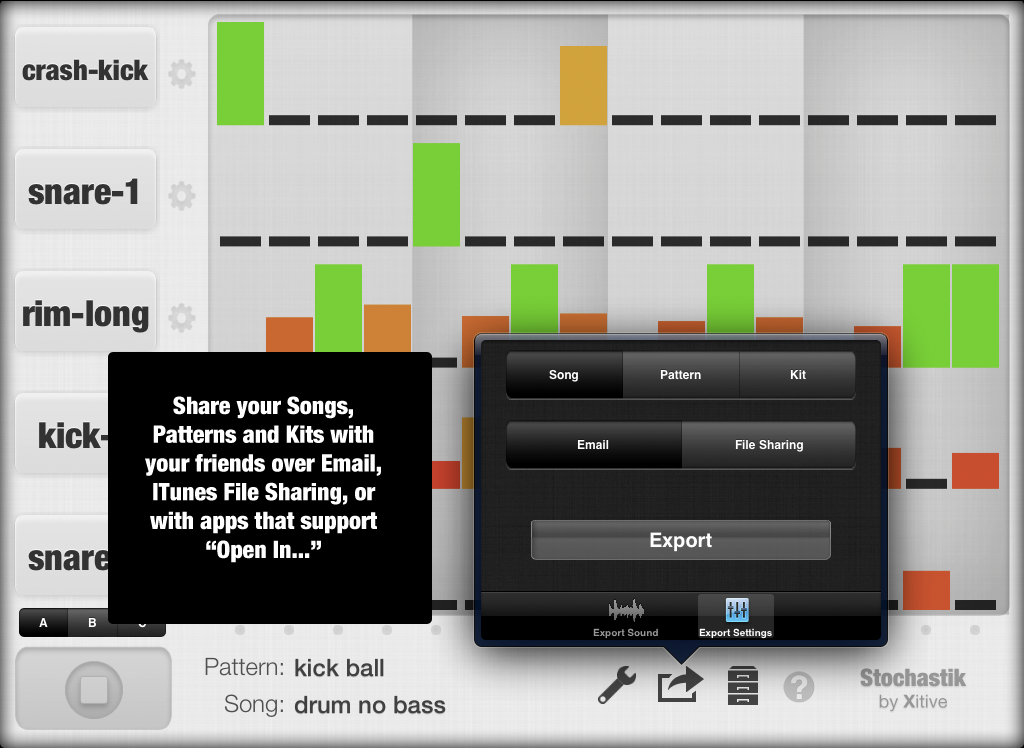 crash-kick
snare-1
rim-long
kick-
snare
Share your Songs,
Patterns and Kits with
your friends over Email,
ITunes File Sharing, or
with apps that support
“Open In...”
Song Pattern Kit
Email File Sharing
Export
Export Sound Export Settings
A B
Pattern: kick ball
Song: drum no bass
?
Stochastik
by Xitive